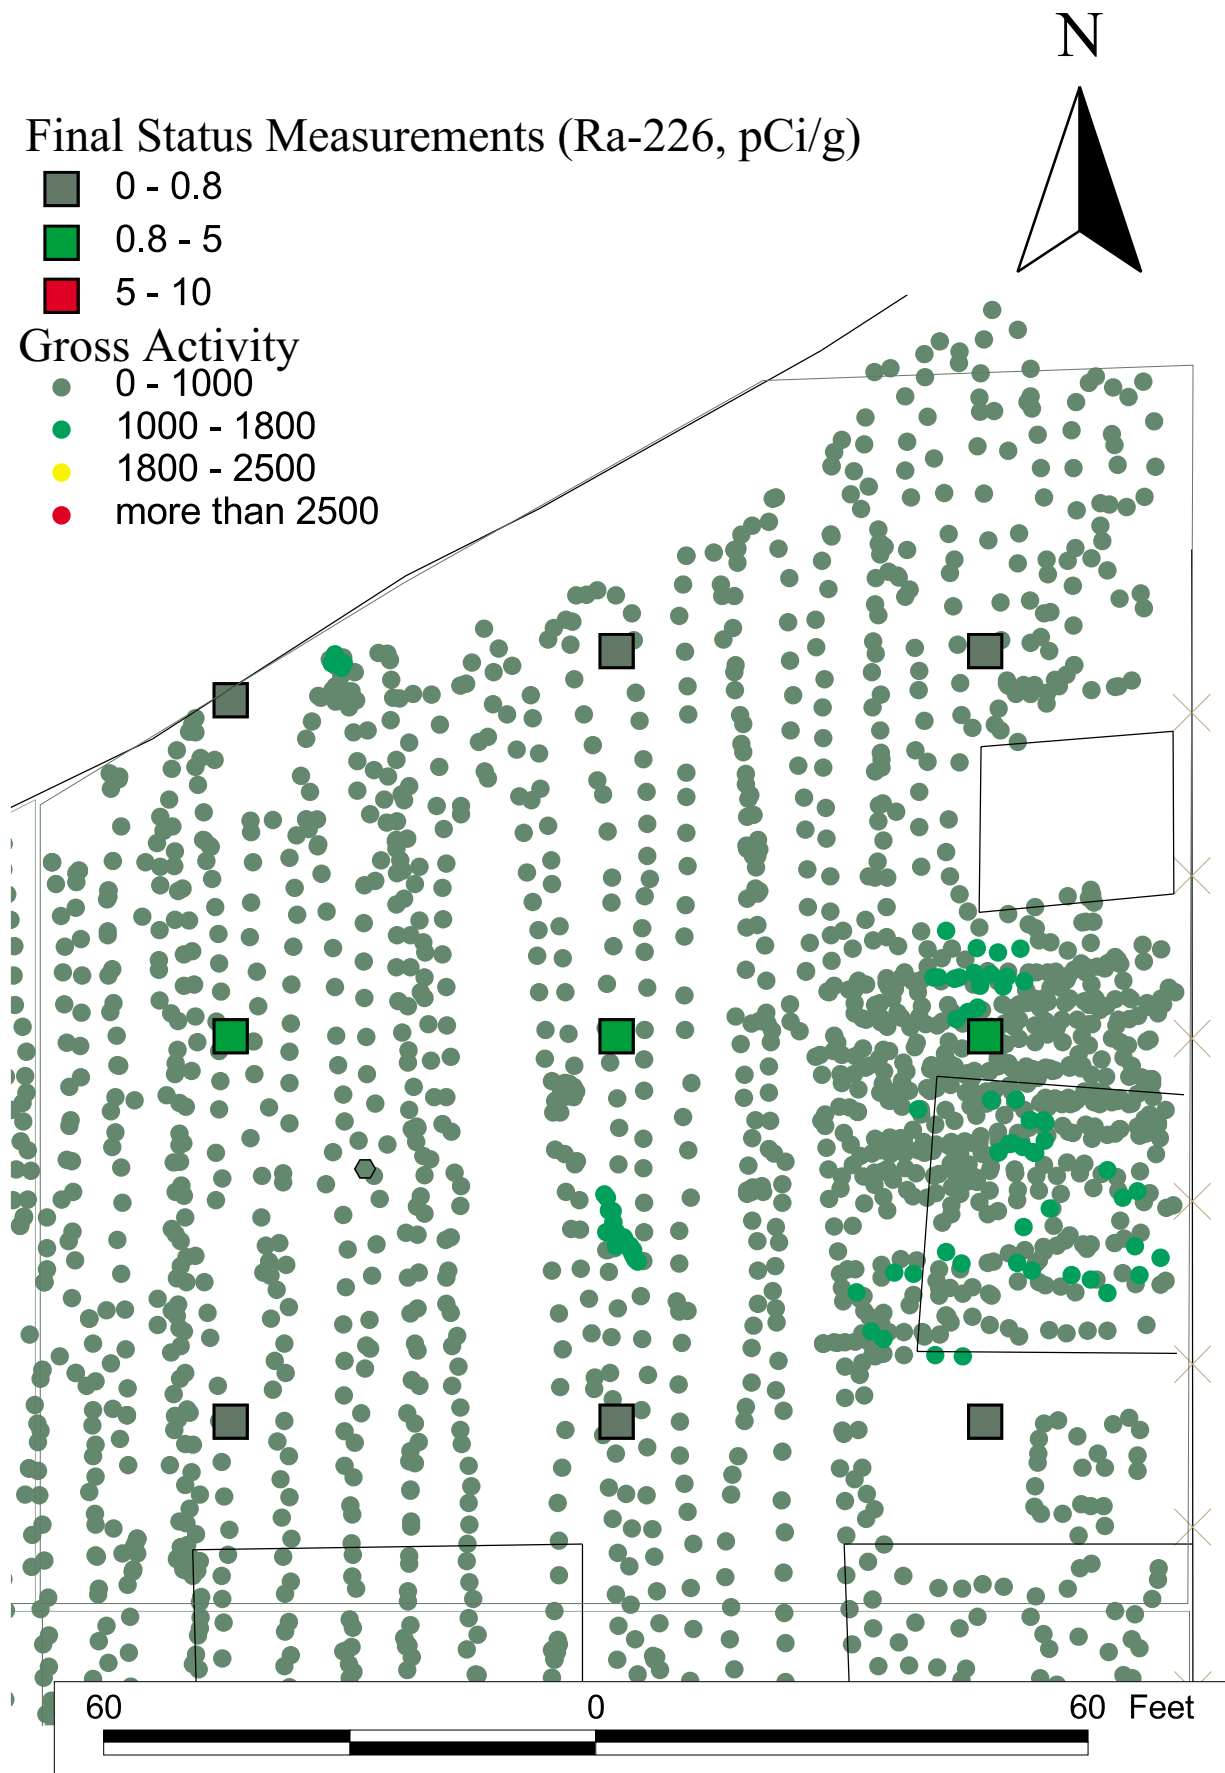 N
Final Status Measurements (Ra-226, pCi/g)
0 - 0.8
0.8 - 5
5 - 10
Gross Activity
0 - 1000
1000 - 1800
1800 - 2500
more than 2500
60 0 60 Feet